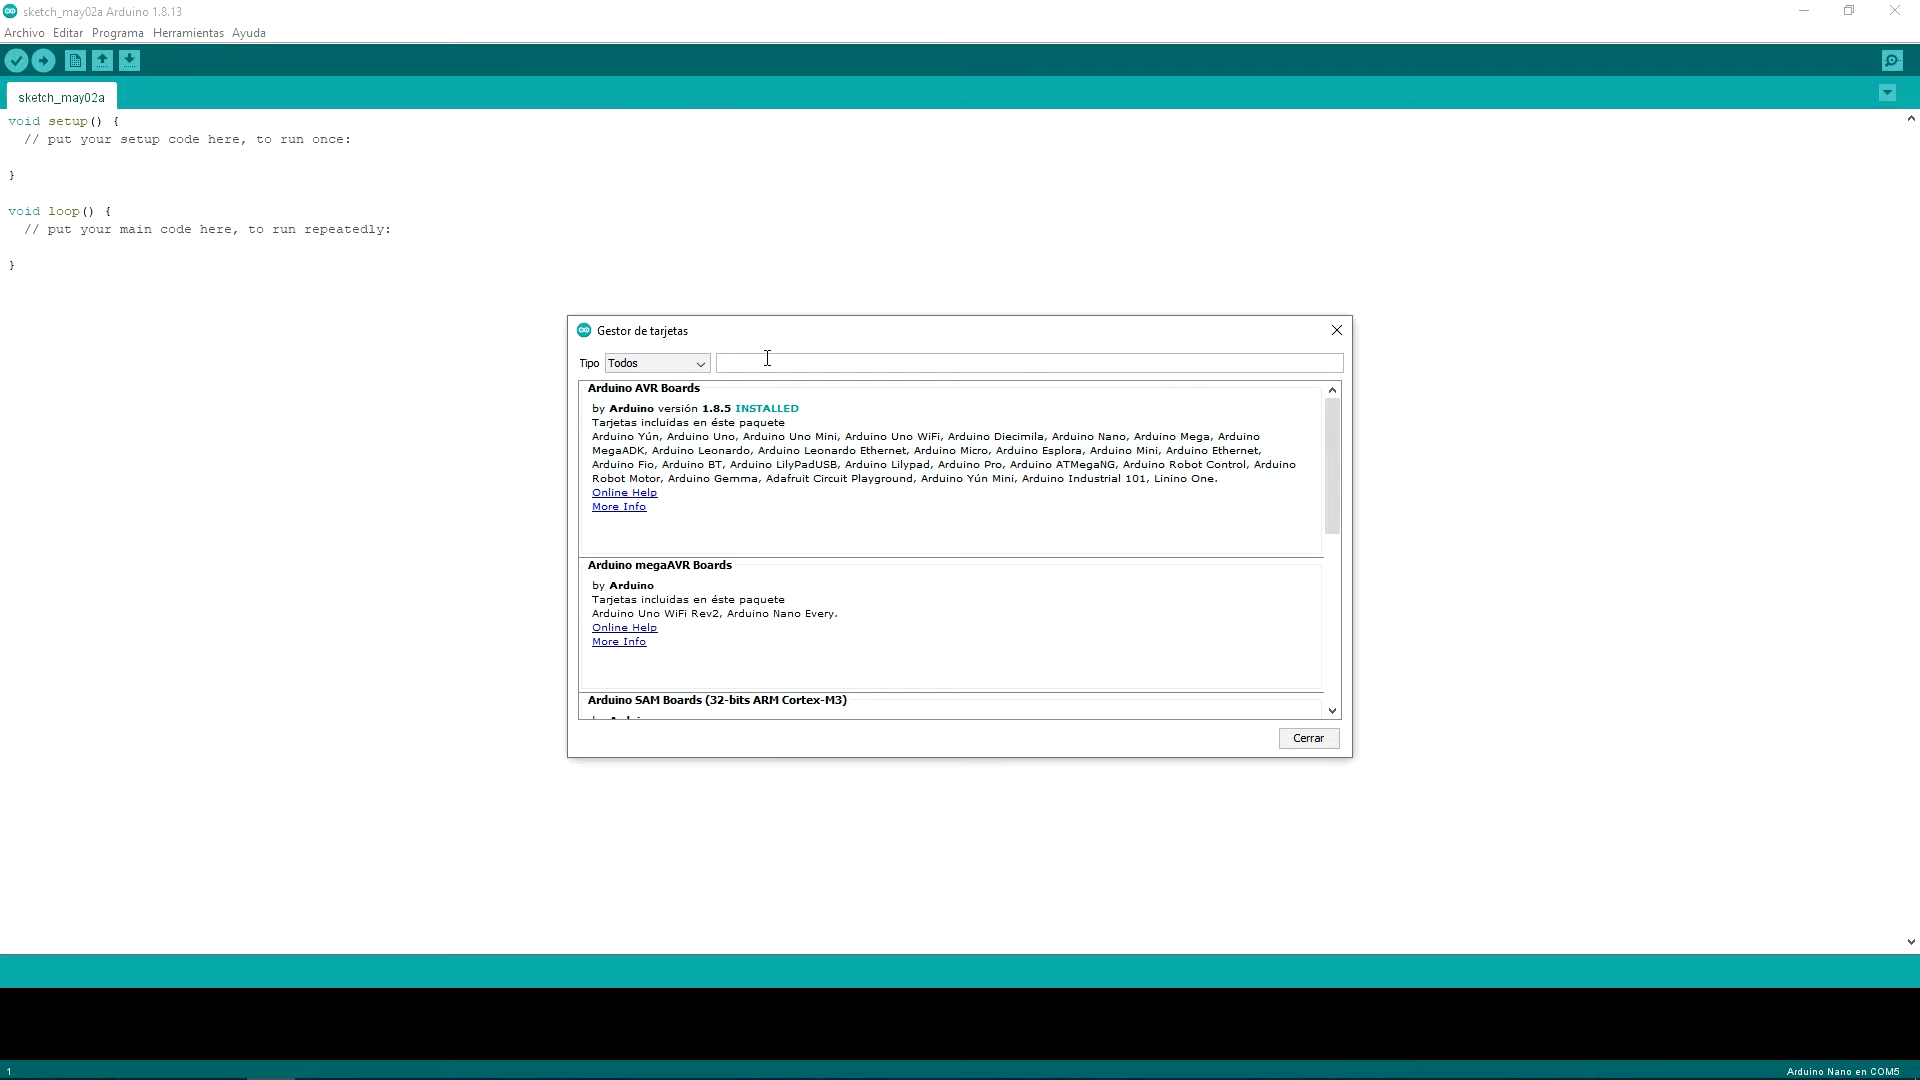 sketch_may02a Arduino 1.8.13
Archivo Editar Programa Herramientas Ayuda
sketch_may02a
void setup() {
// put your setup code here, to run once:
}
void loop() {
// put your main code here, to run repeatedly:
}
Gestor de tarjetas
Tipo Todos
Arduino AVR Boards
by Arduino versión 1.8.5 INSTALLED
Tarjetas incluidas en éste paquete
Arduino Yún, Arduino Uno, Arduino Uno Mini, Arduino Uno WiFi, Arduino Diecimila, Arduino Nano, Arduino Mega, Arduino
MegaADK, Arduino Leonardo, Arduino Leonardo Ethernet, Arduino Micro, Arduino Esplora, Arduino Mini, Arduino Ethernet,
Arduino Fio, Arduino BT, Arduino LilyPadUSB, Arduino Lilypad, Arduino Pro, Arduino ATMegaNG, Arduino Robot Control, Arduino
Robot Motor, Arduino Gemma, Adafruit Circuit Playground, Arduino Yún Mini, Arduino Industrial 101, Linino One.
Online Help
More Info
Arduino megaAVR Boards
by Arduino
Tarjetas incluidas en éste paquete
Arduino Uno WiFi Rev2, Arduino Nano Every.
Online Help
More Info
Arduino SAM Boards (32-bits ARM Cortex-M3)
Cerrar
1
Arduino Nano en COM5